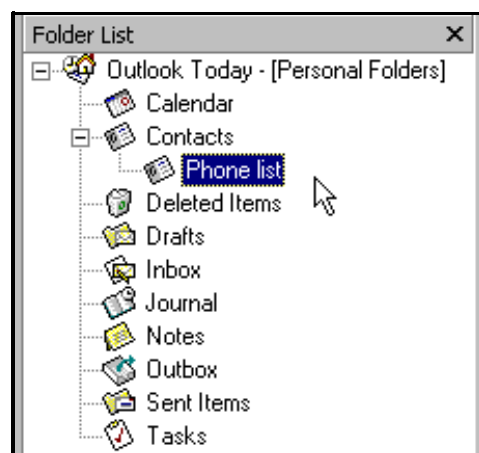 Folder List
Outlook Today - [Personal Folders]
Calendar
Contacts
Phone list
Deleted Items
Drafts
Inbox
Journal
Notes
Outbox
Sent Items
Tasks